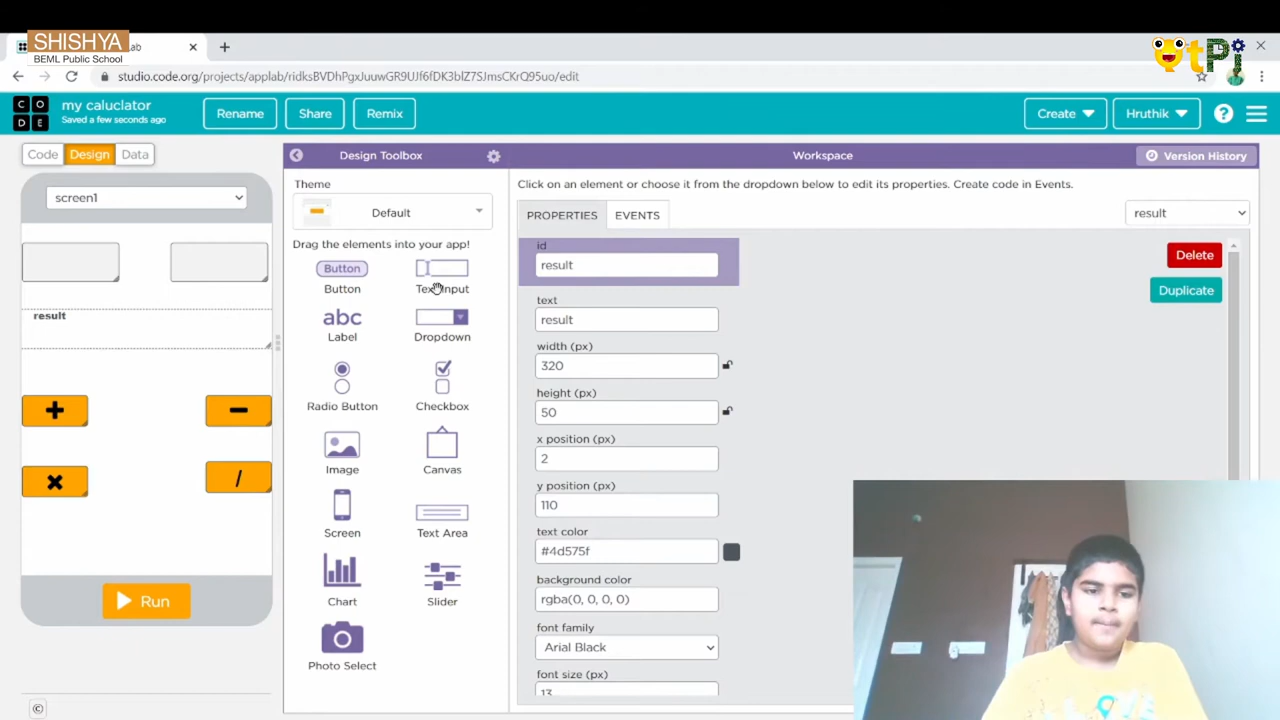 SHISHYA
BEML Public School
ab
studio.code.org/projects/applab/ridksBVDhPgxJuuwGR9UJf6fDK3blZ7SJmsCKrQ95uo/edit
C O
D E
my caluclator
Saved a few seconds ago
Rename
Share
Remix
Create
Hruthik
?
Code
Design
Data
Design Toolbox
Workspace
Version History
screen1
result
Theme
Default
Drag the elements into your app!
Button
Button
Text Input
abc
Label
Dropdown
Radio Button
Checkbox
Image
Canvas
Screen
Text Area
Chart
Slider
Photo Select
+
-
×
/
Run
Click on an element or choose it from the dropdown below to edit its properties. Create code in Events.
PROPERTIES
EVENTS
result
Delete
Duplicate
id
result
text
result
width (px)
320
height (px)
50
x position (px)
2
y position (px)
110
text color
#4d575f
background color
rgba(0, 0, 0, 0)
font family
Arial Black
font size (px)
13
©